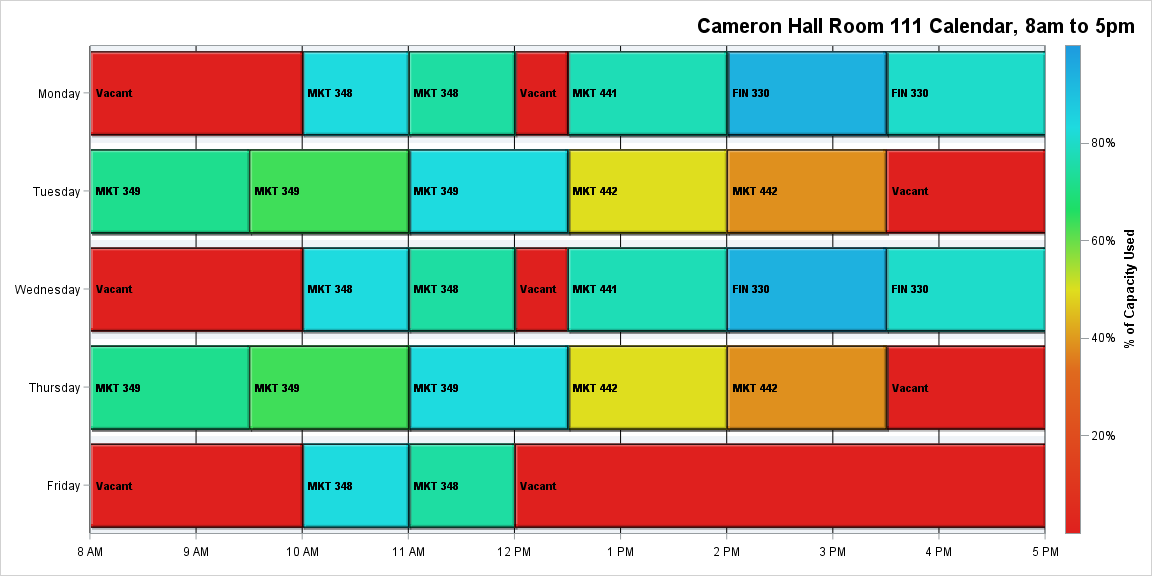 Cameron Hall Room 111 Calendar, 8am to 5pm
Monday
Vacant
MKT 348
MKT 348
Vacant
MKT 441
FIN 330
FIN 330
Tuesday
MKT 349
MKT 349
MKT 349
MKT 442
MKT 442
Vacant
Wednesday
Vacant
MKT 348
MKT 348
Vacant
MKT 441
FIN 330
FIN 330
Thursday
MKT 349
MKT 349
MKT 349
MKT 442
MKT 442
Vacant
Friday
Vacant
MKT 348
MKT 348
Vacant
8 AM
9 AM
10 AM
11 AM
12 PM
1 PM
2 PM
3 PM
4 PM
5 PM
80%
60%
40%
20%
% of Capacity Used